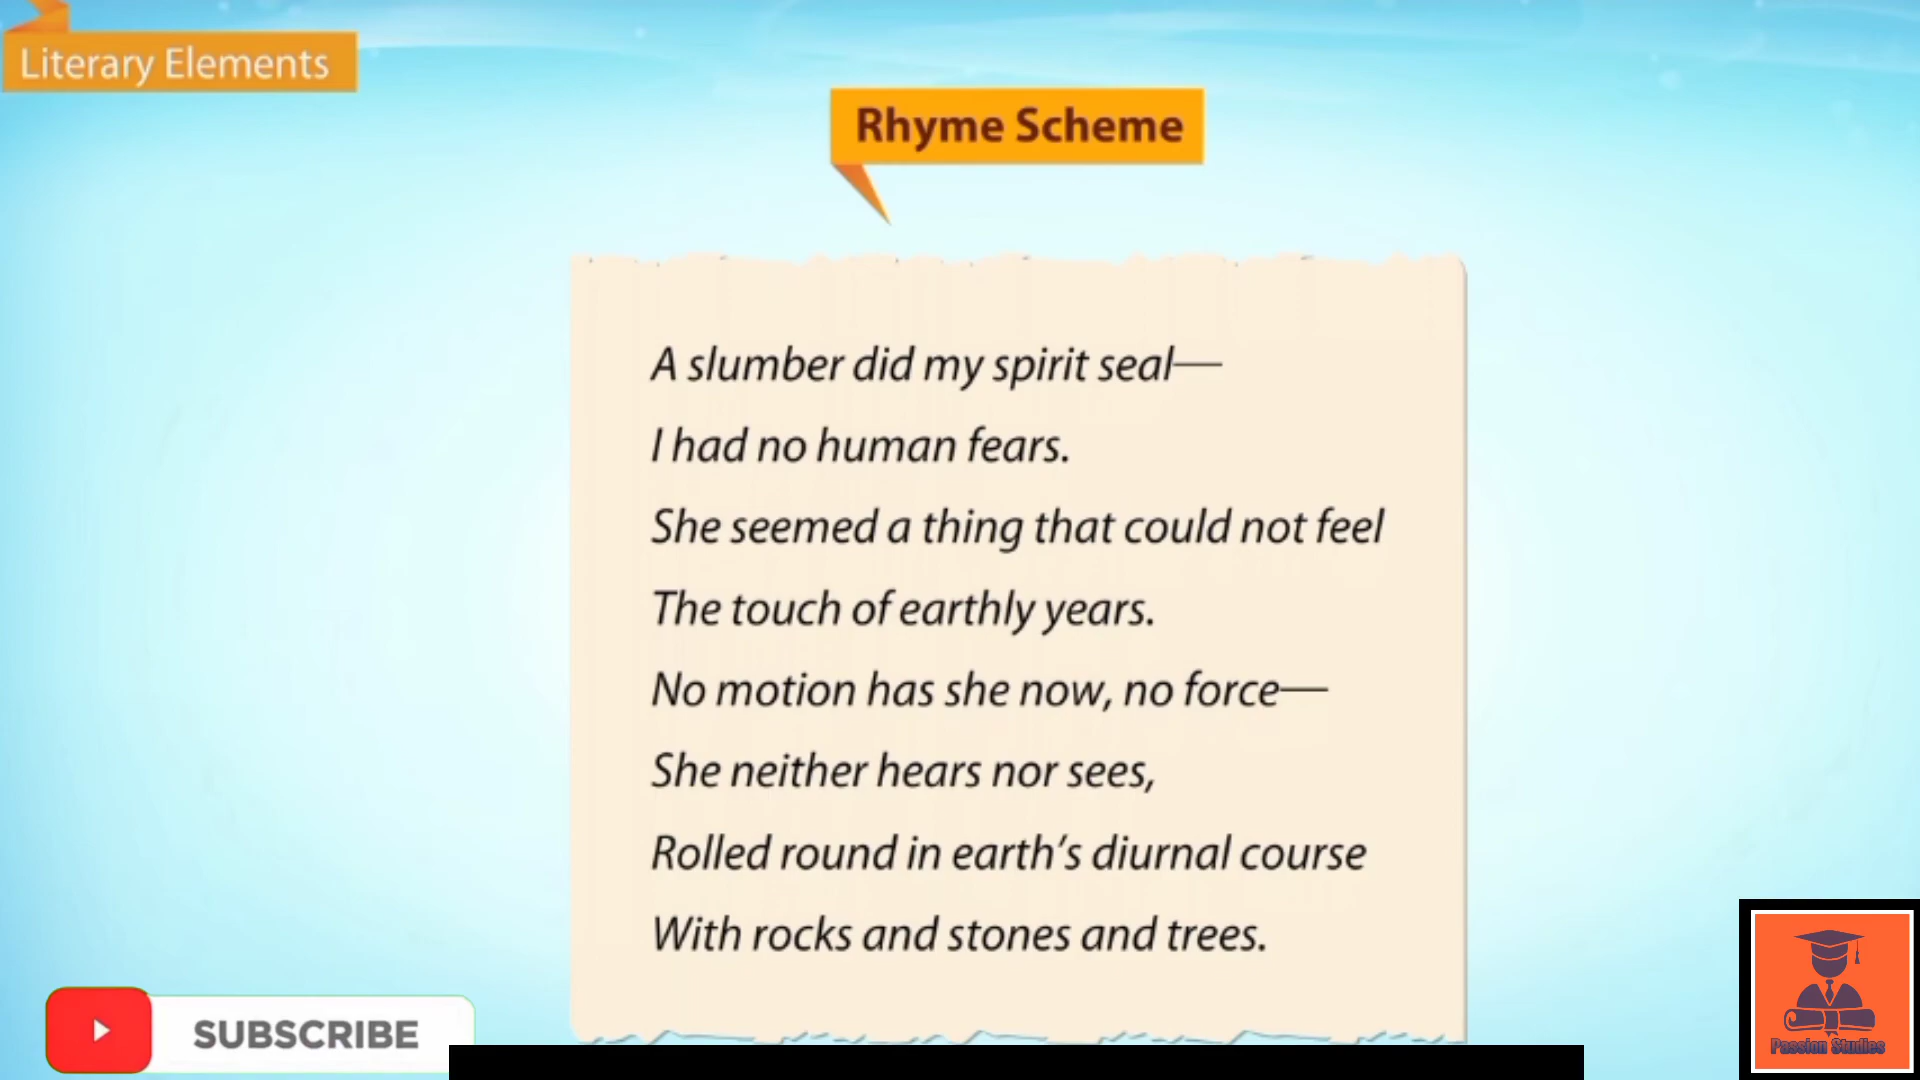 Literary Elements
Rhyme Scheme
A slumber did my spirit seal—
I had no human fears.
She seemed a thing that could not feel
The touch of earthly years.
No motion has she now, no force—
She neither hears nor sees,
Rolled round in earth’s diurnal course
With rocks and stones and trees.
SUBSCRIBE
Passion Studies